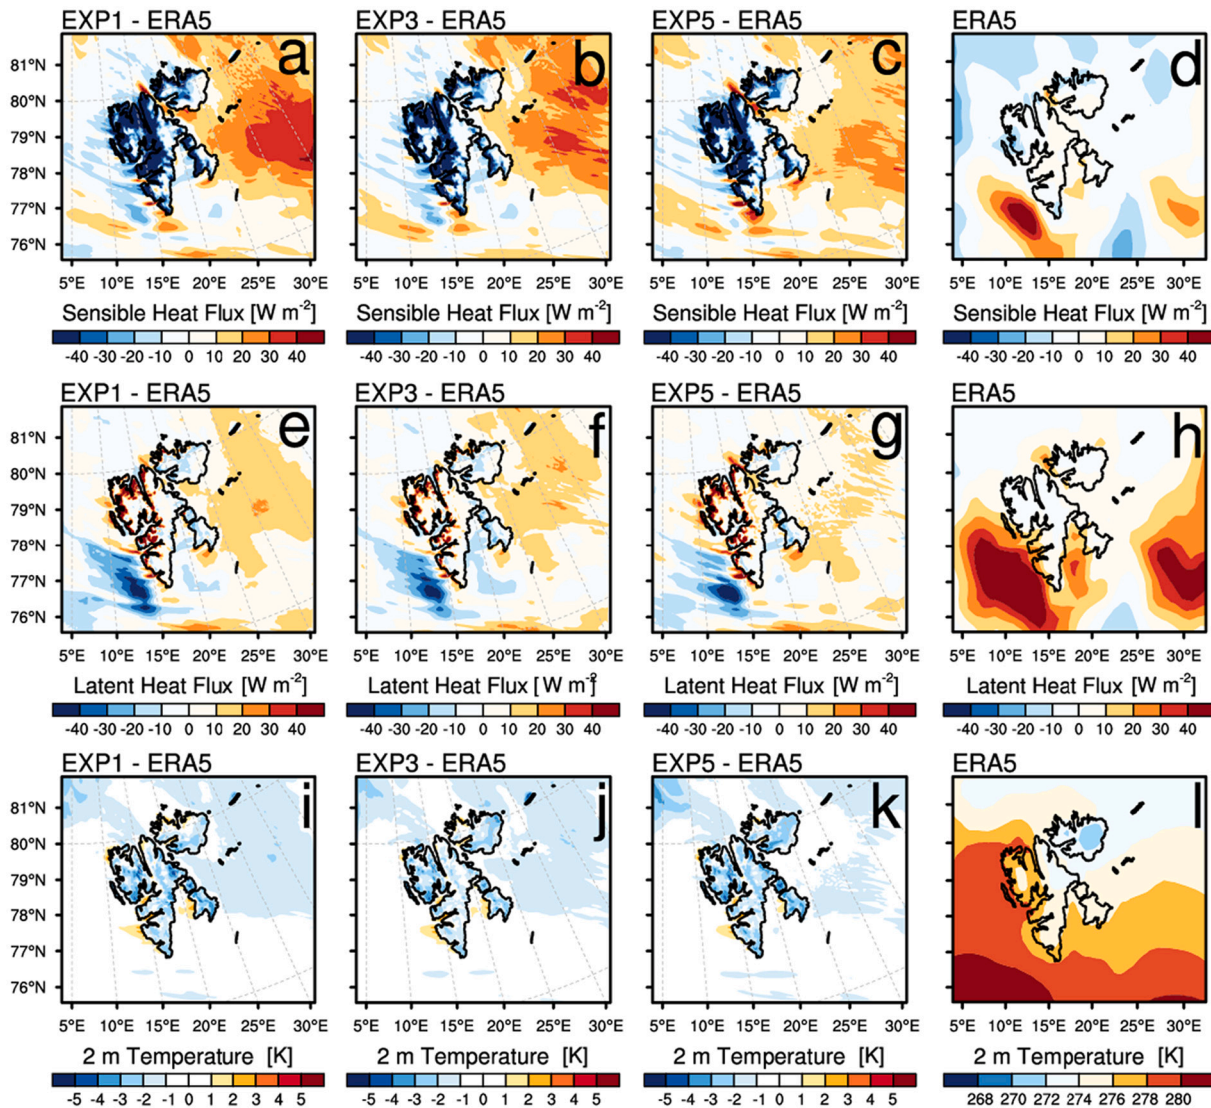 EXP1 - ERA5 EXP3 - ERA5 EXP5 - ERA5 ERA5
a b c d
81°N
80°N
79°N
78°N
77°N
76°N
5°E 10°E 15°E 20°E 25°E 30°E 5°E 10°E 15°E 20°E 25°E 30°E 5°E 10°E 15°E 20°E 25°E 30°E 5°E 10°E 15°E 20°E 25°E 30°E
Sensible Heat Flux [W m-2] Sensible Heat Flux [W m-2] Sensible Heat Flux [W m-2] Sensible Heat Flux [W m-2]
-40 -30 -20 -10 0 10 20 30 40 -40 -30 -20 -10 0 10 20 30 40 -40 -30 -20 -10 0 10 20 30 40 -40 -30 -20 -10 0 10 20 30 40
EXP1 - ERA5 EXP3 - ERA5 EXP5 - ERA5 ERA5
e f g h
81°N
80°N
79°N
78°N
77°N
76°N
5°E 10°E 15°E 20°E 25°E 30°E 5°E 10°E 15°E 20°E 25°E 30°E 5°E 10°E 15°E 20°E 25°E 30°E 5°E 10°E 15°E 20°E 25°E 30°E
Latent Heat Flux [W m-2] Latent Heat Flux [W m-2] Latent Heat Flux [W m-2] Latent Heat Flux [W m-2]
-40 -30 -20 -10 0 10 20 30 40 -40 -30 -20 -10 0 10 20 30 40 -40 -30 -20 -10 0 10 20 30 40 -40 -30 -20 -10 0 10 20 30 40
EXP1 - ERA5 EXP3 - ERA5 EXP5 - ERA5 ERA5
i j k l
81°N
80°N
79°N
78°N
77°N
76°N
5°E 10°E 15°E 20°E 25°E 30°E 5°E 10°E 15°E 20°E 25°E 30°E 5°E 10°E 15°E 20°E 25°E 30°E 5°E 10°E 15°E 20°E 25°E 30°E
2 m Temperature [K] 2 m Temperature [K] 2 m Temperature [K] 2 m Temperature [K]
-5 -4 -3 -2 -1 0 1 2 3 4 5 -5 -4 -3 -2 -1 0 1 2 3 4 5 -5 -4 -3 -2 -1 0 1 2 3 4 5 268 270 272 274 276 278 280